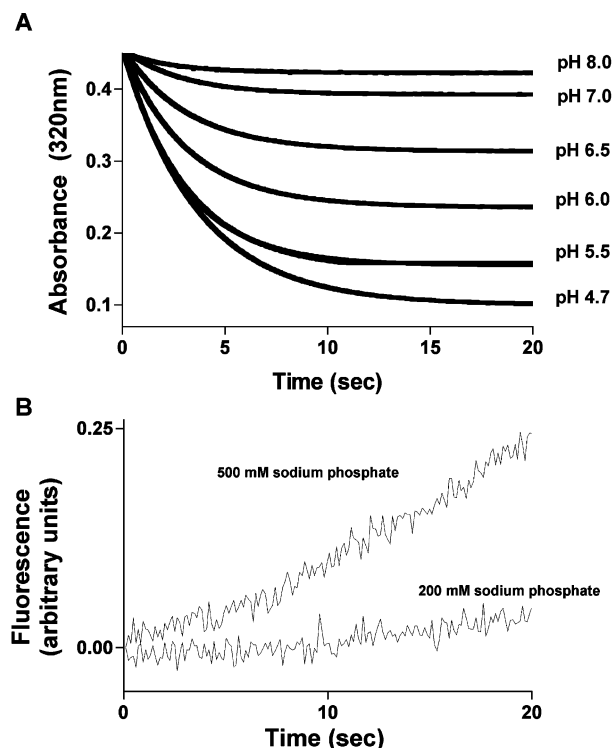 A
Absorbance (320nm)
0.4
0.3
0.2
0.1
pH 8.0
pH 7.0
pH 6.5
pH 6.0
pH 5.5
pH 4.7
0 5 10 15 20
Time (sec)
B
Fluorescence
(arbitrary units)
0.25
0.00
500 mM sodium phosphate
200 mM sodium phosphate
0 10 20
Time (sec)